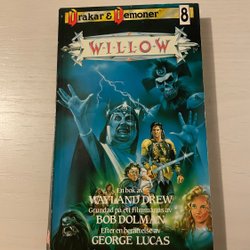 Drakar & Demoner 8
WILLOW
En bok av
WAYLAND DREW
Grundad på ett filmmanus av
BOB DOLMAN
Efter en berättelse av
GEORGE LUCAS